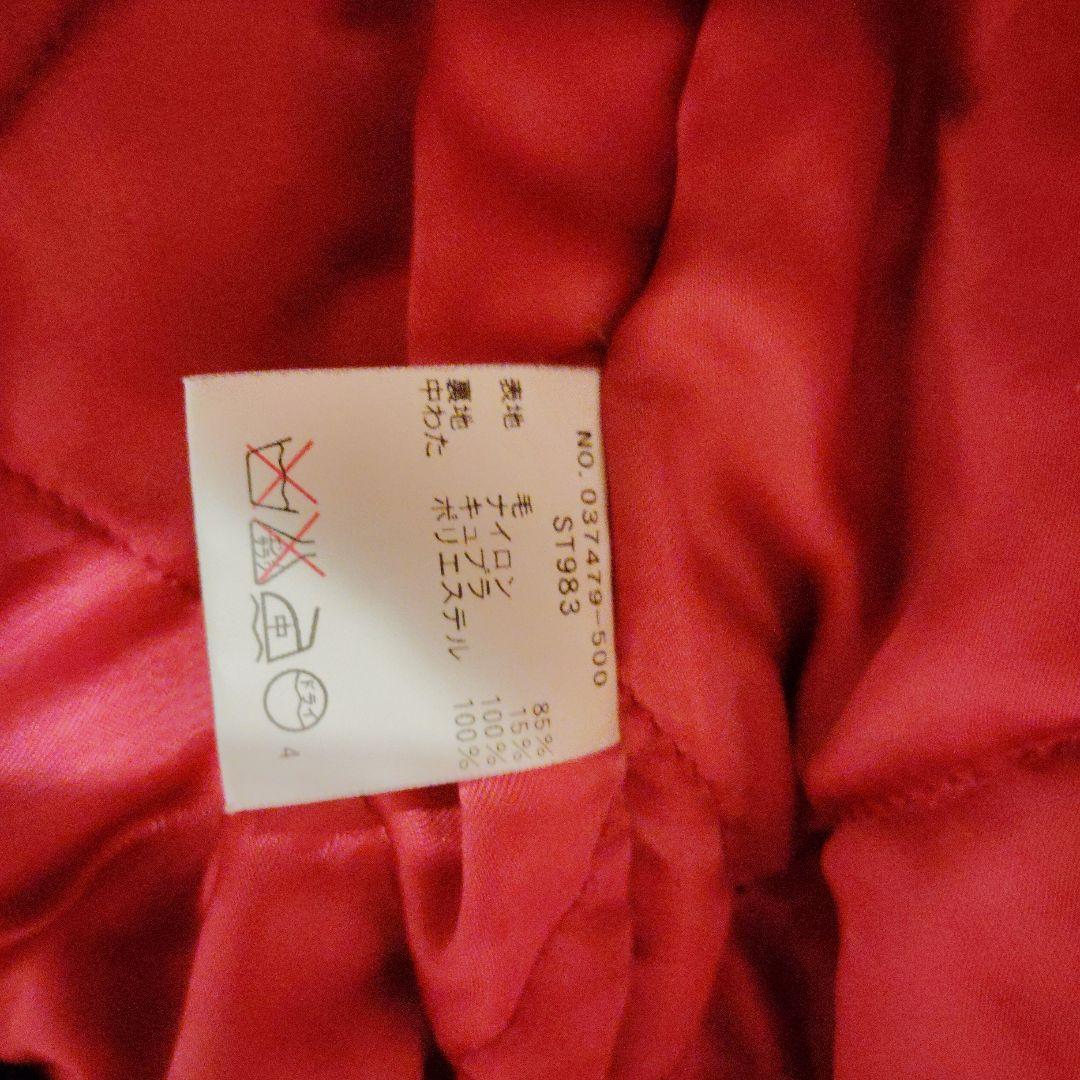 NO. 037479-500
ST983
表地 毛 85%
ナイロン 15%
裏地 キュプラ 100%
中わた ポリエステル 100%
中
ドライ
4